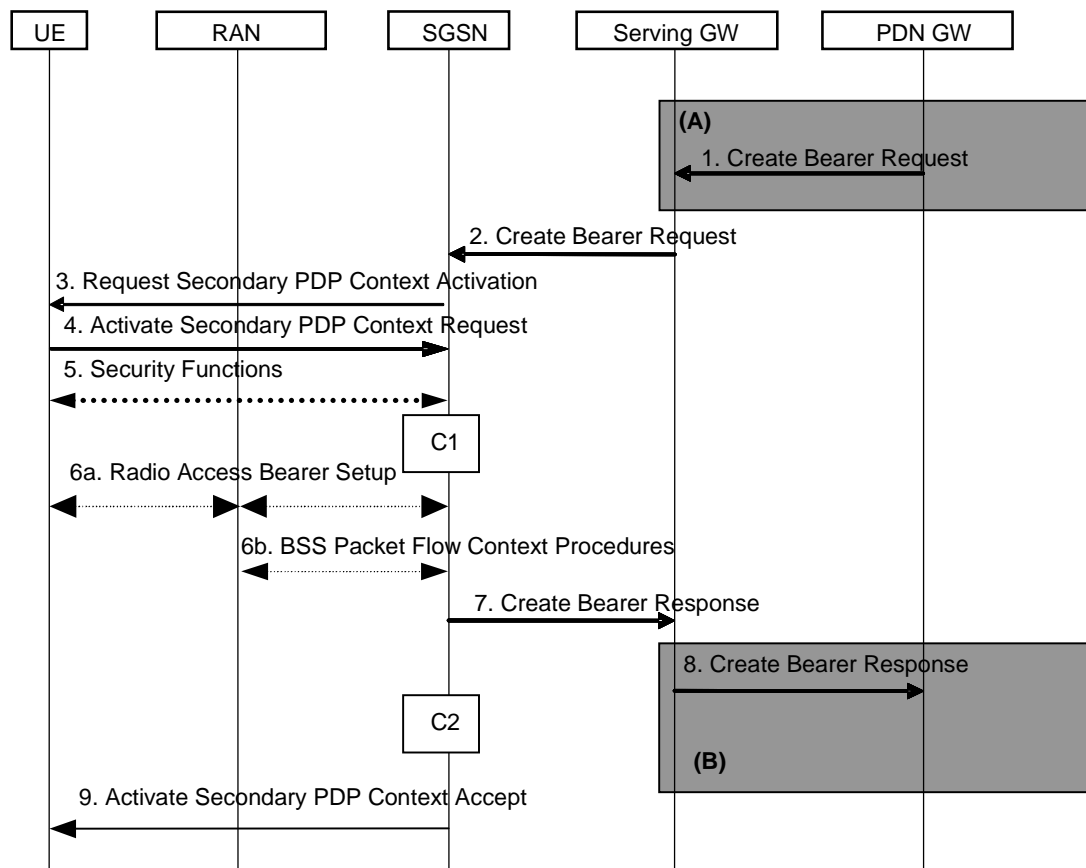 UE
RAN
SGSN
Serving GW
PDN GW
(A)
1. Create Bearer Request
2. Create Bearer Request
3. Request Secondary PDP Context Activation
4. Activate Secondary PDP Context Request
5. Security Functions
C1
6a. Radio Access Bearer Setup
6b. BSS Packet Flow Context Procedures
7. Create Bearer Response
8. Create Bearer Response
C2
(B)
9. Activate Secondary PDP Context Accept